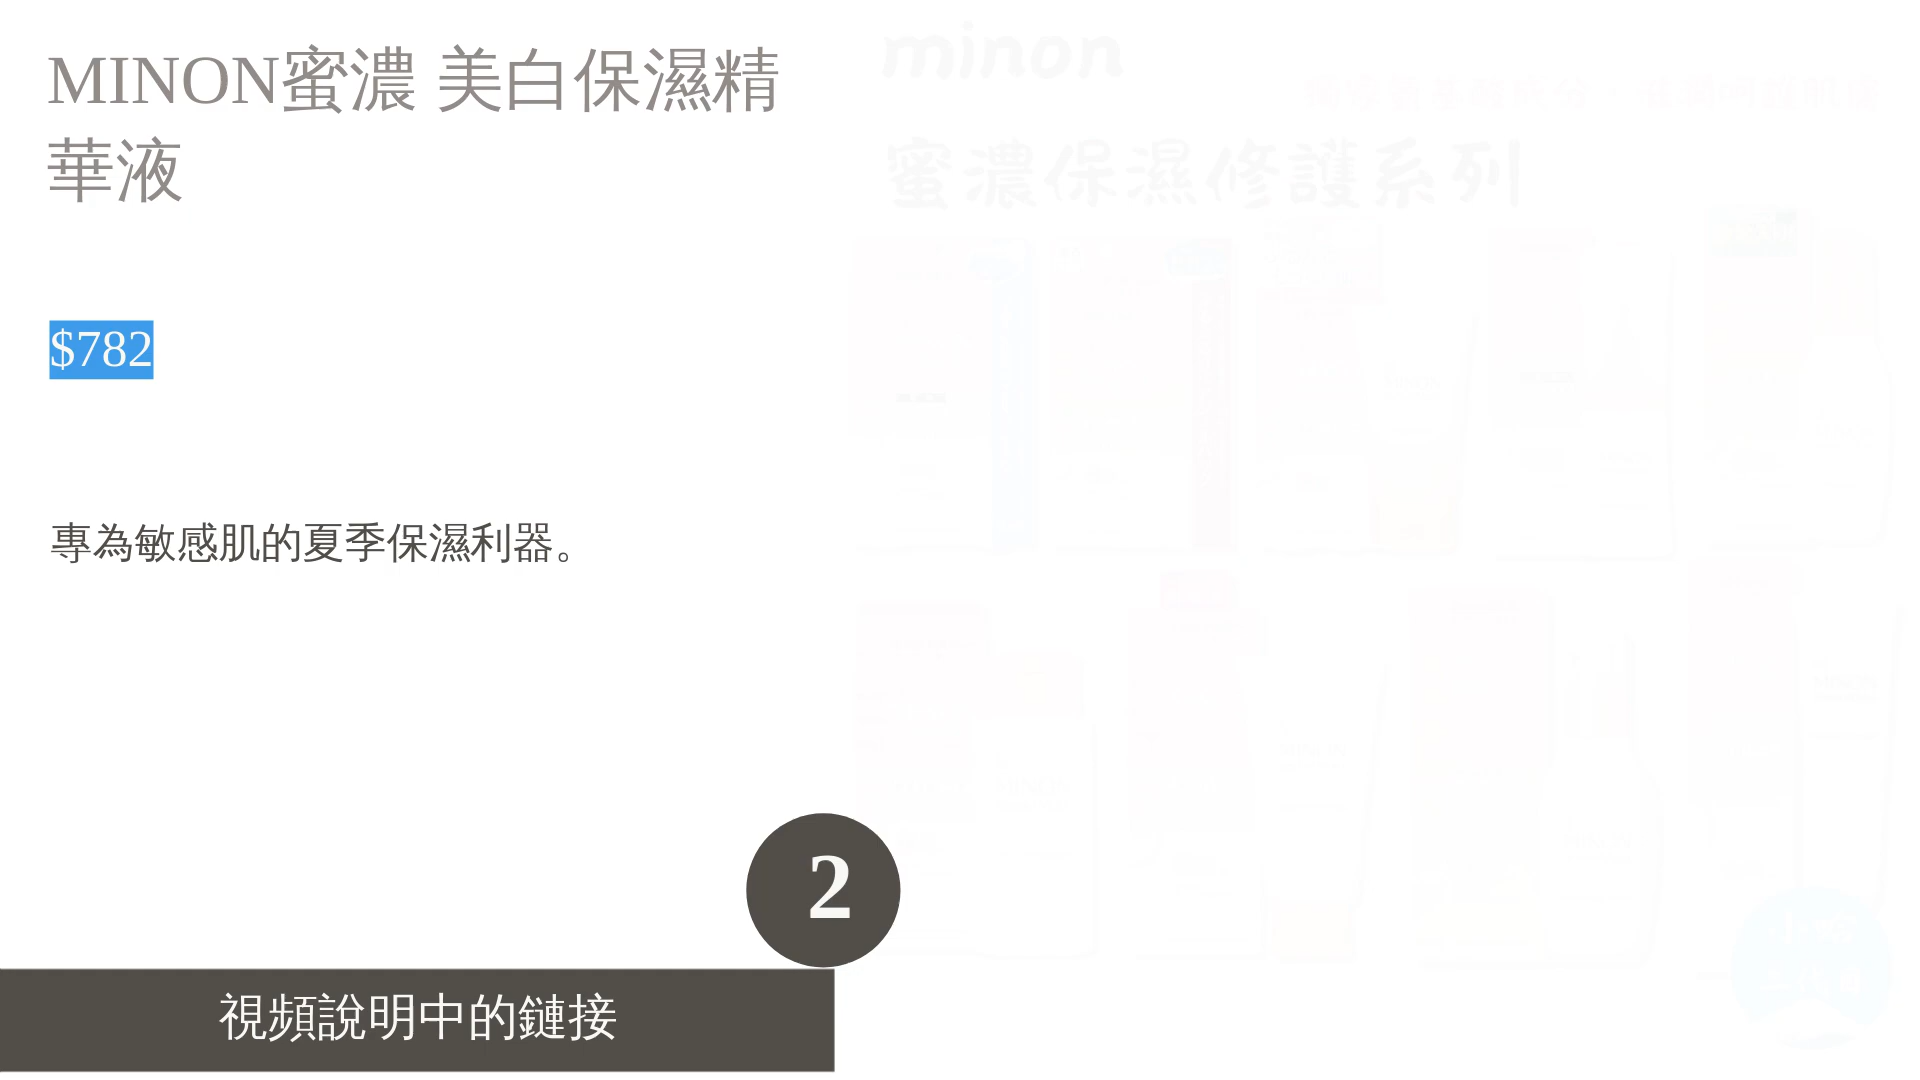 MINON蜜濃 美白保濕精
華液
$782
專為敏感肌的夏季保濕利器。
2
視頻說明中的鏈接
minon
蜜濃保濕修護系列